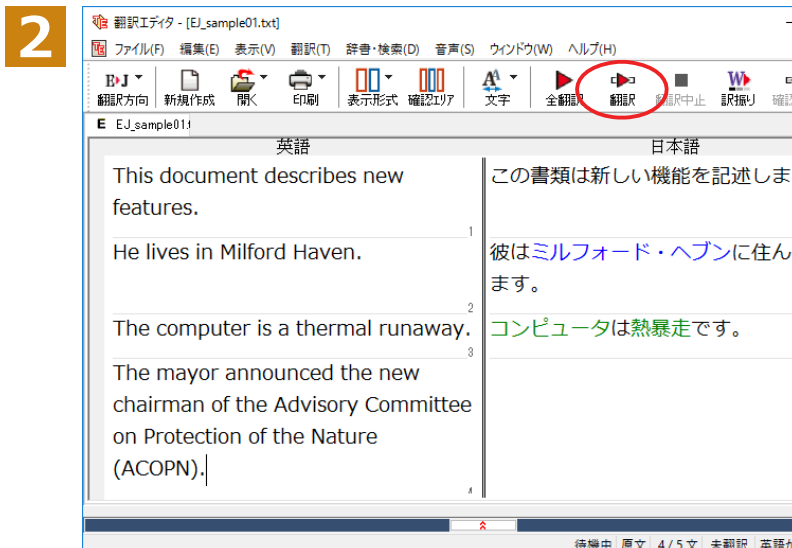 2
翻訳エディタ - [EJ_sample01.txt]
ファイル(F) 編集(E) 表示(V) 翻訳(T) 辞書・検索(D) 音声(S) ウィンドウ(W) ヘルプ(H)
翻訳方向 新規作成 開く 印刷 表示形式 確認エリア 文字 全翻訳 翻訳 翻訳中止 訳振り 確認
E EJ_sample01.t
英語 日本語
This document describes new
features.
1
この書類は新しい機能を記述しま
He lives in Milford Haven.
2
彼はミルフォード・ヘブンに住ん
ます。
The computer is a thermal runaway.
3
コンピュータは熱暴走です。
The mayor announced the new
chairman of the Advisory Committee
on Protection of the Nature
(ACOPN).
4
待機中 原文 4/5文 未翻訳 英語か